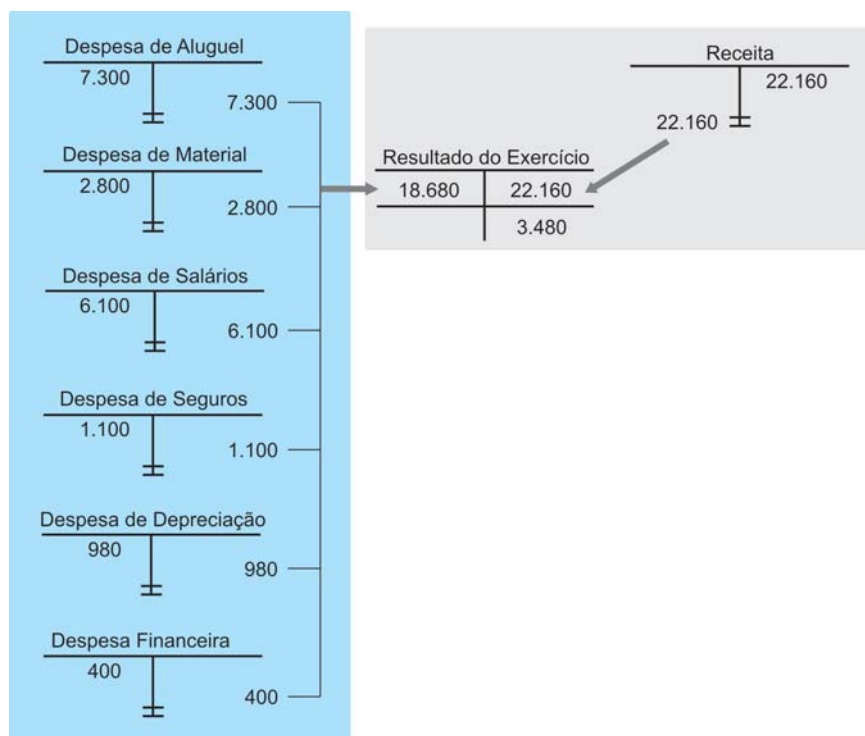 Despesa de Aluguel
7.300
7.300
Despesa de Material
2.800
2.800
Despesa de Salários
6.100
6.100
Despesa de Seguros
1.100
1.100
Despesa de Depreciação
980
980
Despesa Financeira
400
400
Resultado do Exercício
18.680 22.160
3.480
Receita
22.160
22.160